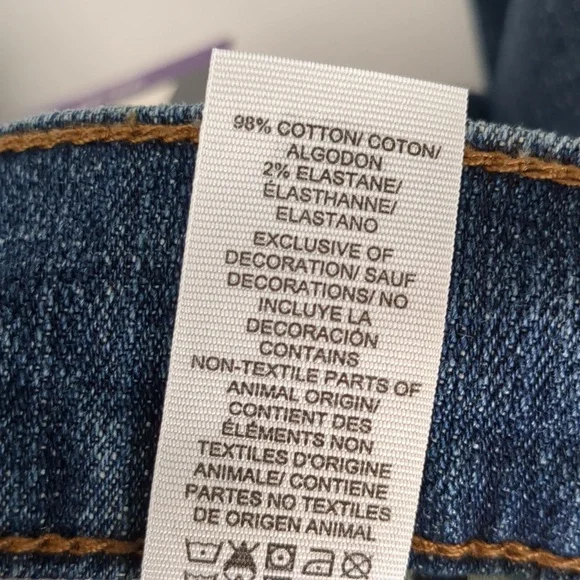 98% COTTON/ COTON/
ALGODON
2% ELASTANE/
ÉLASTHANNE/
ELASTANO
EXCLUSIVE OF
DECORATION/ SAUF
DECORATIONS/ NO
INCLUYE LA
DECORACIÓN
CONTAINS
NON-TEXTILE PARTS OF
ANIMAL ORIGIN/
CONTIENT DES
ÉLÉMENTS NON
TEXTILES D'ORIGINE
ANIMALE/ CONTIENE
PARTES NO TEXTILES
DE ORIGEN ANIMAL